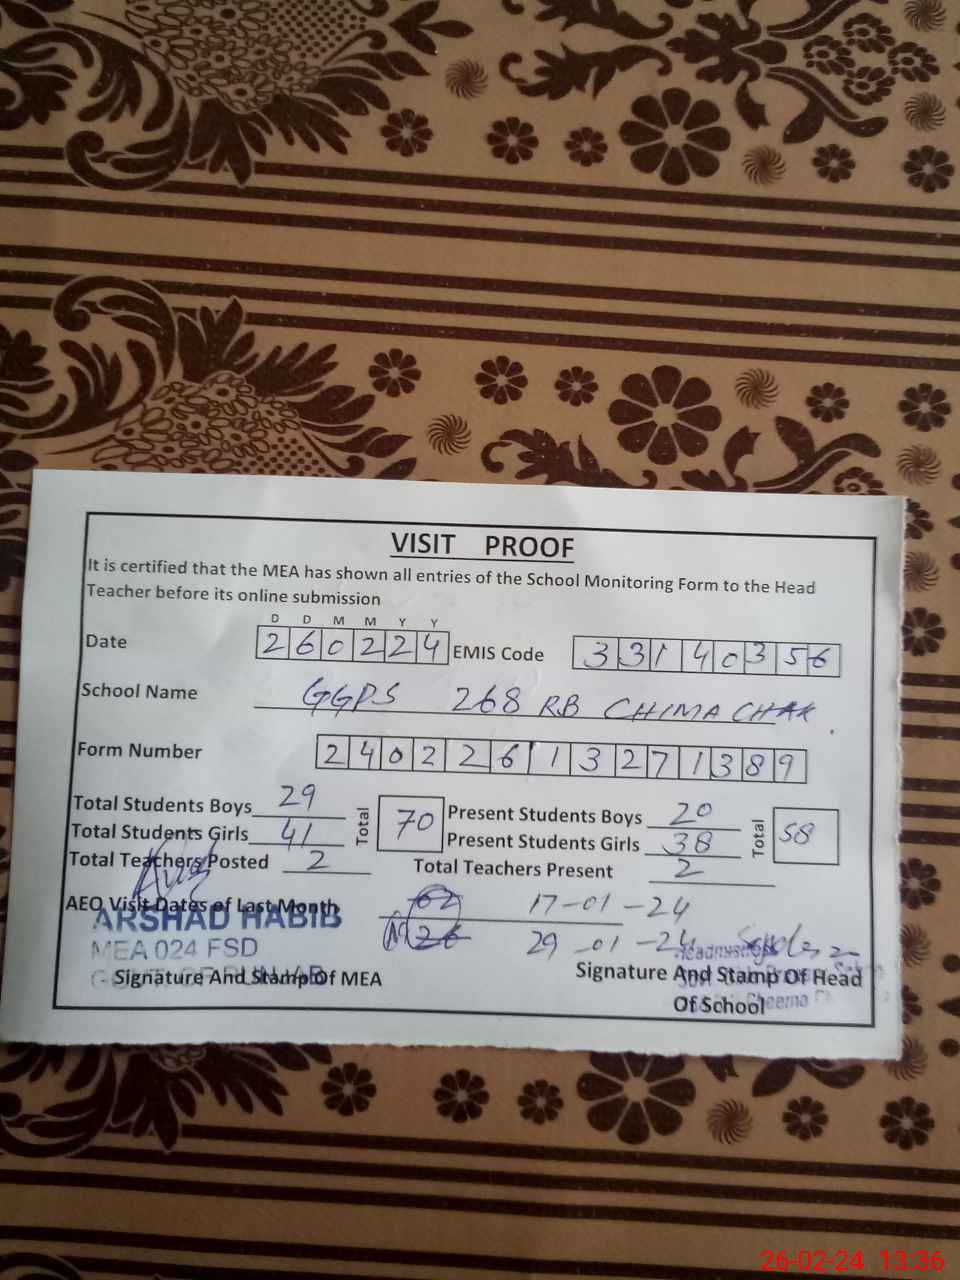 VISIT PROOF
It is certified that the MEA has shown all entries of the School Monitoring Form to the Head
Teacher before its online submission
D D M M Y Y
Date 260224 EMIS Code 33140356
School Name GGPS 268 RB CHIMA CHAK
Form Number 24022613271389
Total Students Boys 29 Total 70 Present Students Boys 20 Total 58
Total Students Girls 41 Present Students Girls 38
Total Teachers Posted 2 Total Teachers Present 2
AEO Visit Dates of Last Month 02 17-01-24
ARSHAD HABIB 26 29-01-24
MEA 024 FSD
Signature And Stamp Of MEA Signature And Stamp Of Head
Of School
26-02-24 13:36